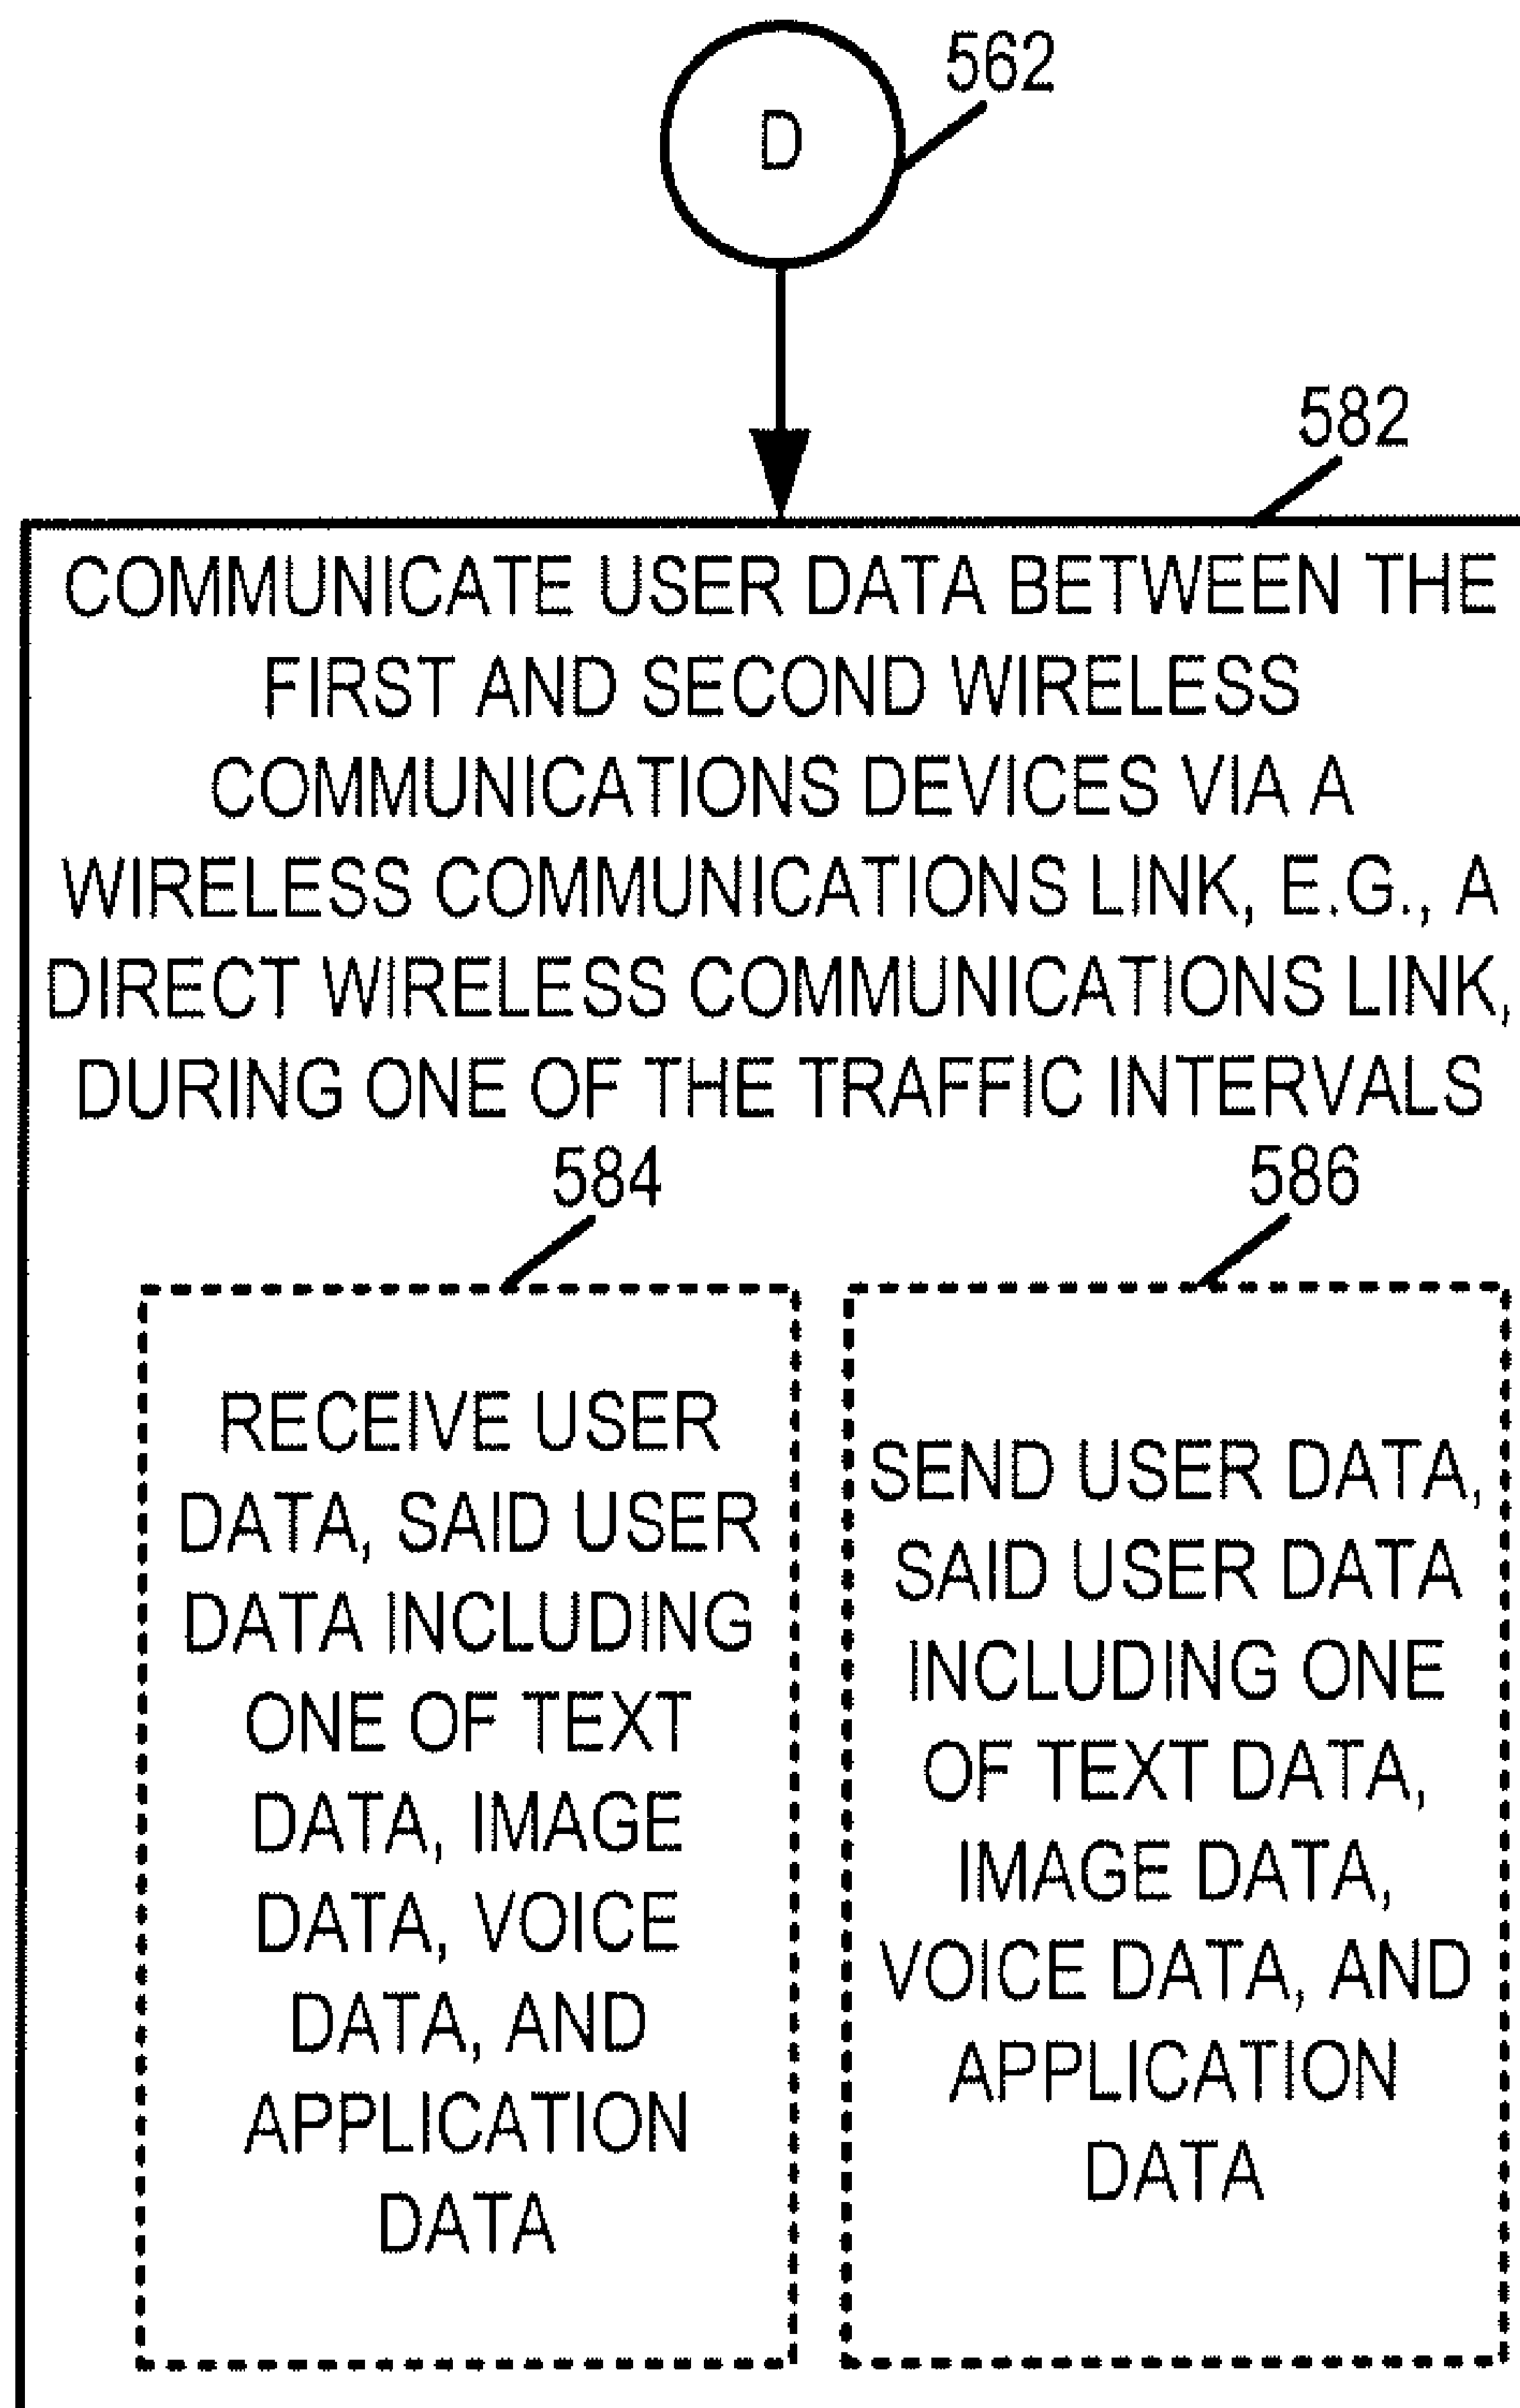 562
D
582
COMMUNICATE USER DATA BETWEEN THE
FIRST AND SECOND WIRELESS
COMMUNICATIONS DEVICES VIA A
WIRELESS COMMUNICATIONS LINK, E.G., A
DIRECT WIRELESS COMMUNICATIONS LINK,
DURING ONE OF THE TRAFFIC INTERVALS
584
RECEIVE USER
DATA, SAID USER
DATA INCLUDING
ONE OF TEXT
DATA, IMAGE
DATA, VOICE
DATA, AND
APPLICATION
DATA
586
SEND USER DATA,
SAID USER DATA
INCLUDING ONE
OF TEXT DATA,
IMAGE DATA,
VOICE DATA, AND
APPLICATION
DATA